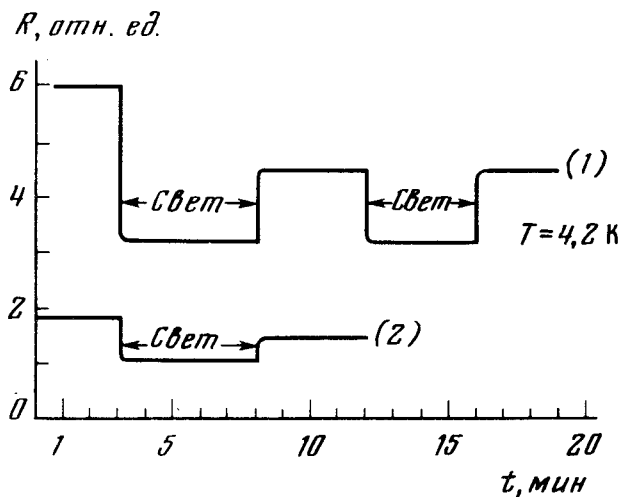 R, отн. ед.
6
4
2
0
Свет
Свет
(1)
T=4,2 К
Свет
(2)
1 5 10 15 20
t, мин